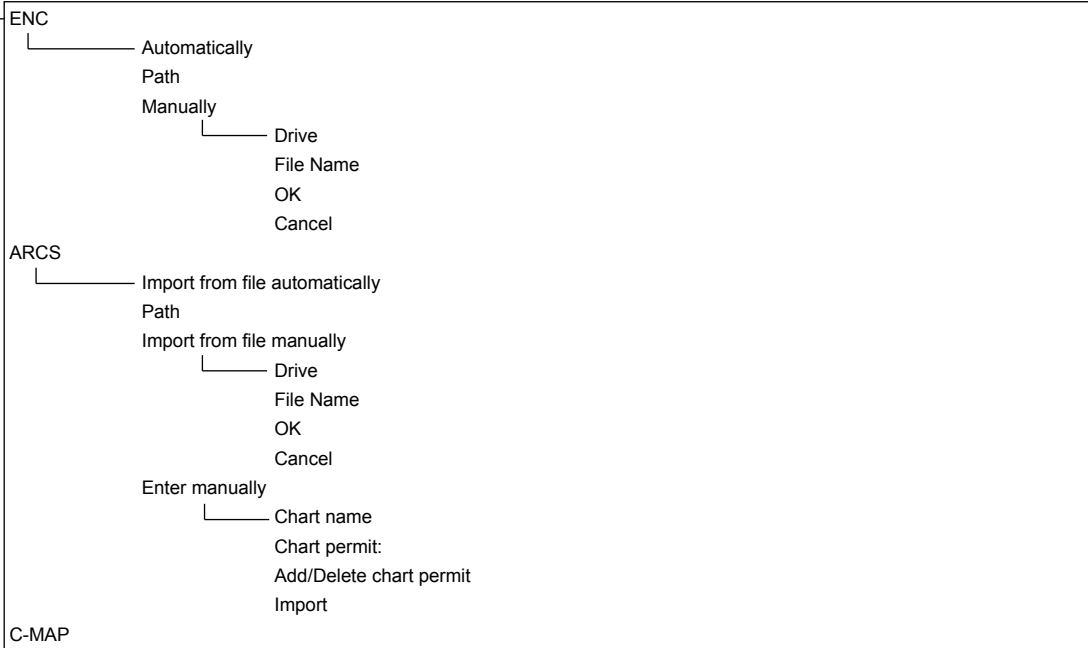 ENC
Automatically
Path
Manually
Drive
File Name
OK
Cancel
ARCS
Import from file automatically
Path
Import from file manually
Drive
File Name
OK
Cancel
Enter manually
Chart name
Chart permit:
Add/Delete chart permit
Import
C-MAP